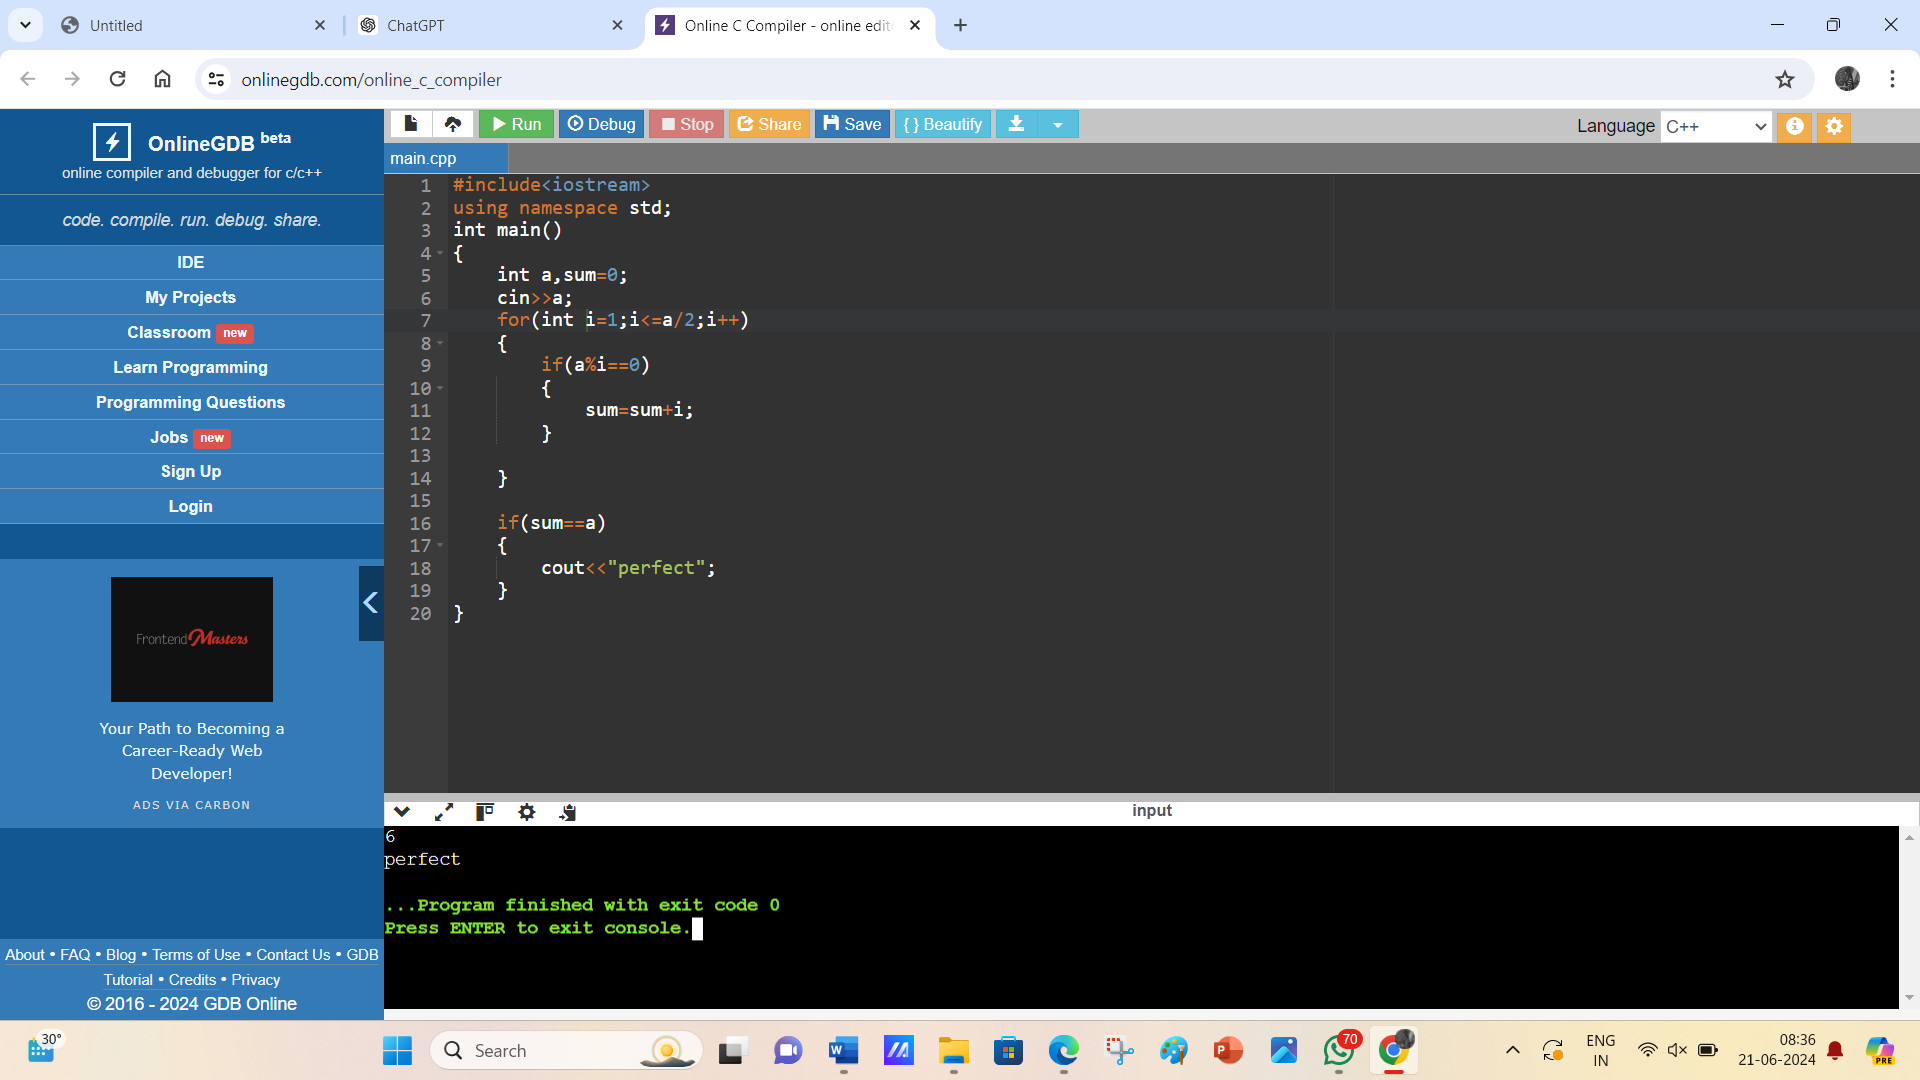 Untitled
ChatGPT
Online C Compiler - online edit
onlinegdb.com/online_c_compiler
OnlineGDB beta
online compiler and debugger for c/c++
code. compile. run. debug. share.
IDE
My Projects
Classroom new
Learn Programming
Programming Questions
Jobs new
Sign Up
Login
FrontendMasters
Your Path to Becoming a
Career-Ready Web
Developer!
ADS VIA CARBON
About • FAQ • Blog • Terms of Use • Contact Us • GDB
Tutorial • Credits • Privacy
© 2016 - 2024 GDB Online
Run Debug Stop Share Save { } Beautify
Language C++
main.cpp
1 #include<iostream>
2 using namespace std;
3 int main()
4 {
5 int a,sum=0;
6 cin>>a;
7 for(int i=1;i<=a/2;i++)
8 {
9 if(a%i==0)
10 {
11 sum=sum+i;
12 }
13
14 }
15
16 if(sum==a)
17 {
18 cout<<"perfect";
19 }
20 }
input
6
perfect
...Program finished with exit code 0
Press ENTER to exit console.
30°
Search
70
ENG
IN
08:36
21-06-2024
PRE